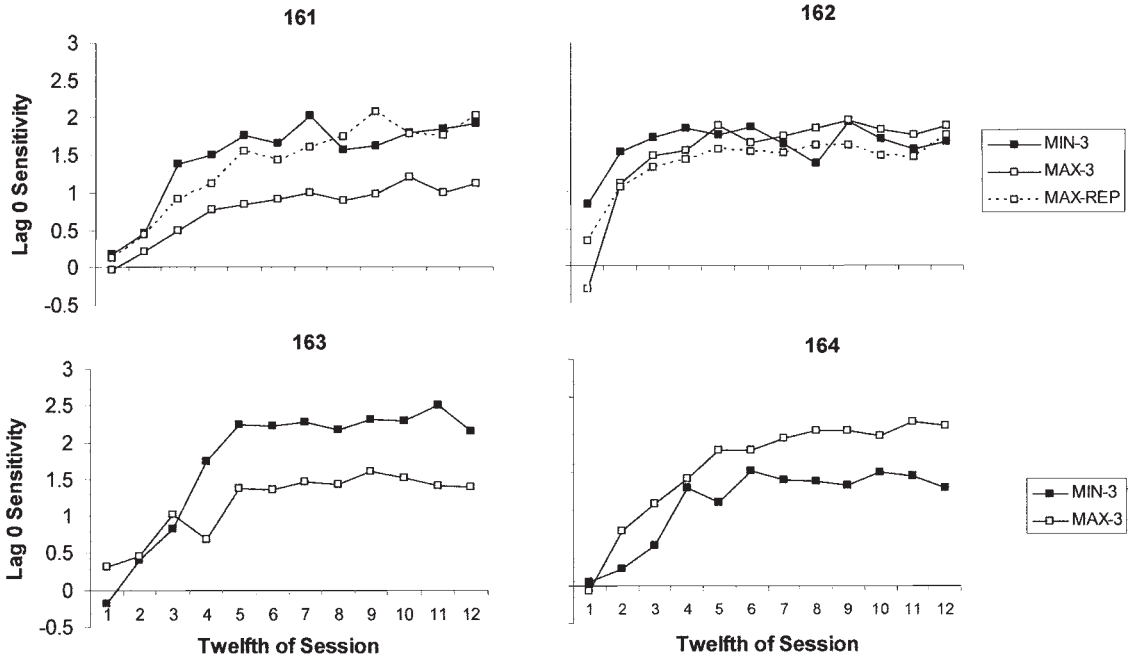 161
162
3
2.5
2
1.5
1
0.5
0
-0.5
Lag 0 Sensitivity
MIN-3
MAX-3
MAX-REP
163
164
3
2.5
2
1.5
1
0.5
0
-0.5
Lag 0 Sensitivity
1 2 3 4 5 6 7 8 9 10 11 12
Twelfth of Session
1 2 3 4 5 6 7 8 9 10 11 12
Twelfth of Session
MIN-3
MAX-3